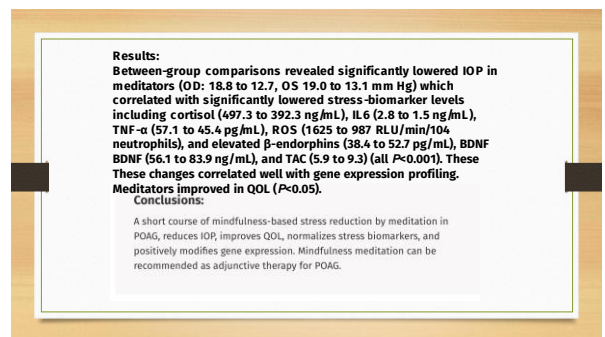 Results:
Between-group comparisons revealed significantly lowered IOP in
meditators (OD: 18.8 to 12.7, OS 19.0 to 13.1 mm Hg) which
correlated with significantly lowered stress-biomarker levels
including cortisol (497.3 to 392.3 ng/mL), IL6 (2.8 to 1.5 ng/mL),
TNF-α (57.1 to 45.4 pg/mL), ROS (1625 to 987 RLU/min/104
neutrophils), and elevated β-endorphins (38.4 to 52.7 pg/mL), BDNF
BDNF (56.1 to 83.9 ng/mL), and TAC (5.9 to 9.3) (all P<0.001). These
These changes correlated well with gene expression profiling.
Meditators improved in QOL (P<0.05).
Conclusions:
A short course of mindfulness-based stress reduction by meditation in
POAG, reduces IOP, improves QOL, normalizes stress biomarkers, and
positively modifies gene expression. Mindfulness meditation can be
recommended as adjunctive therapy for POAG.